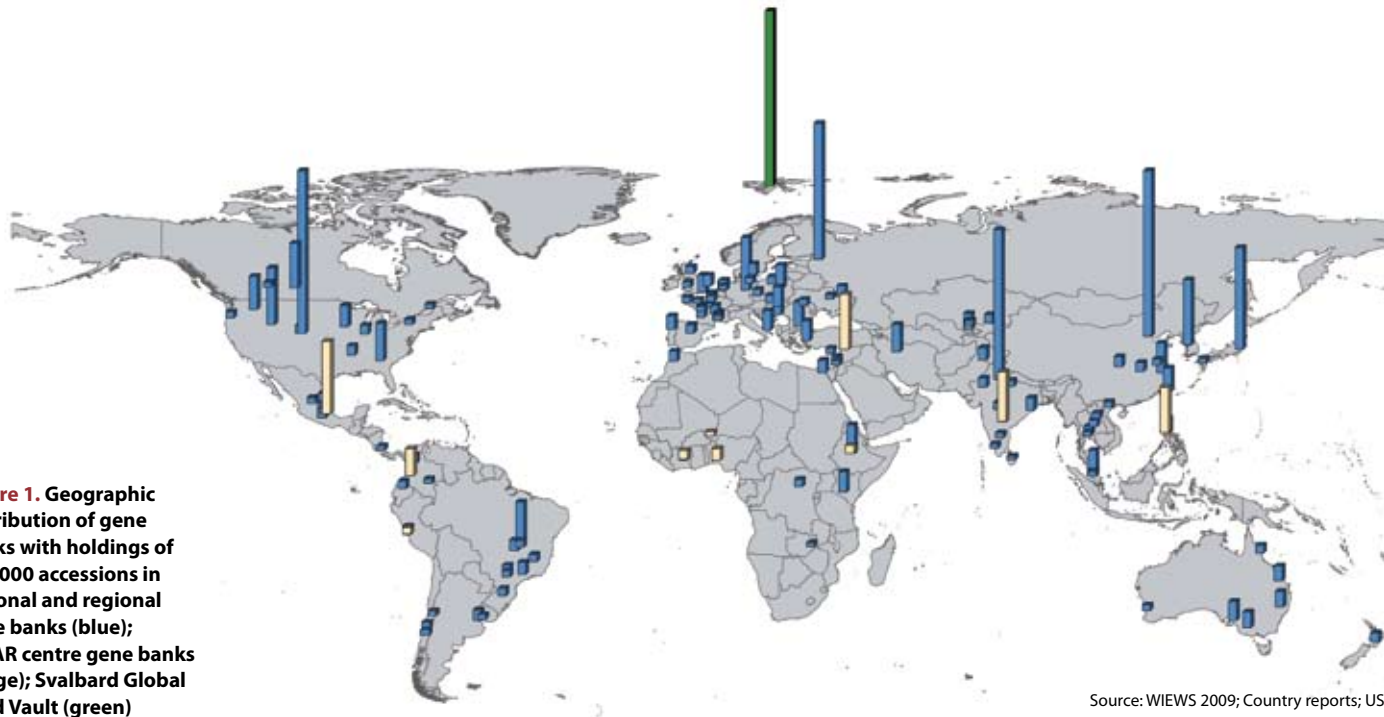 re 1. Geographic
ribution of gene
ks with holdings of
000 accessions in
onal and regional
e banks (blue);
AR centre gene banks
ge); Svalbard Global
d Vault (green)
Source: WIEWS 2009; Country reports; US